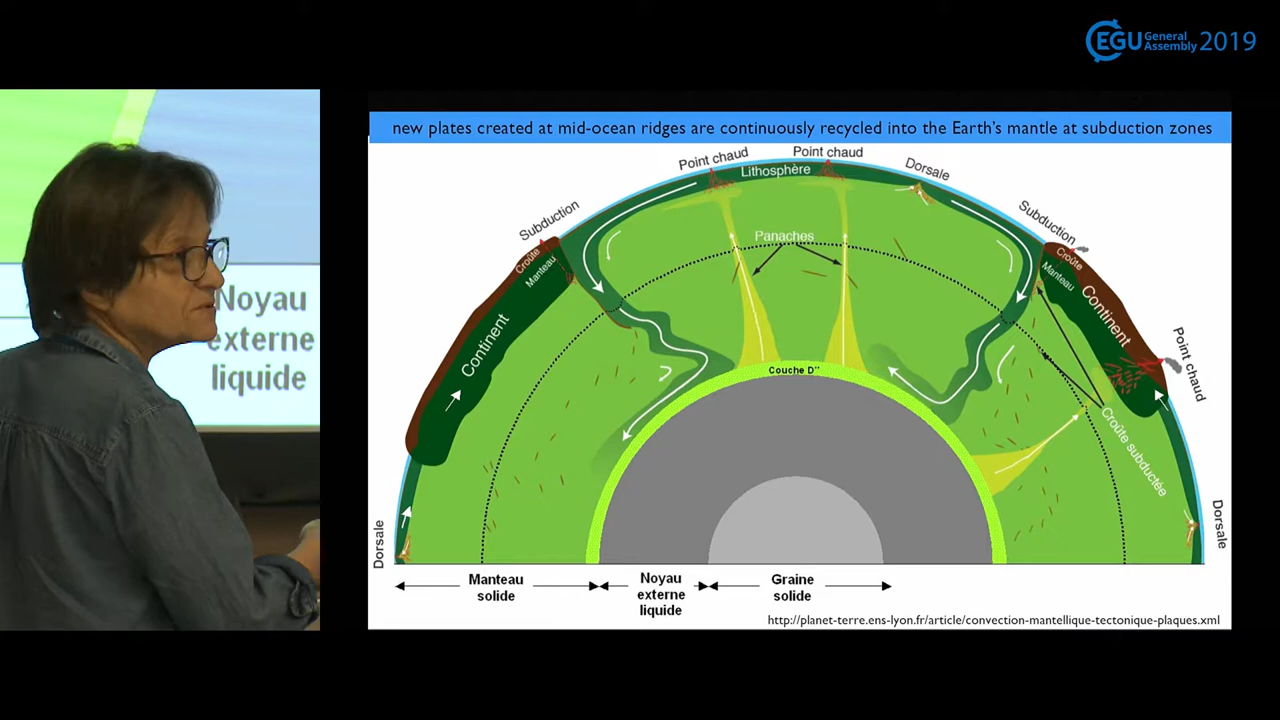 EGU General
Assembly 2019
new plates created at mid-ocean ridges are continuously recycled into the Earth's mantle at subduction zones
Point chaud
Point chaud
Lithosphère
Dorsale
Subduction
Subduction
Panaches
Croûte
Manteau
Croûte
Manteau
Continent
Continent
Point chaud
Couche D"
Croûte subductée
Dorsale
Dorsale
Manteau
solide
Noyau
externe
liquide
Graine
solide
http://planet-terre.ens-lyon.fr/article/convection-mantellique-tectonique-plaques.xml
Noyau
externe
liquide